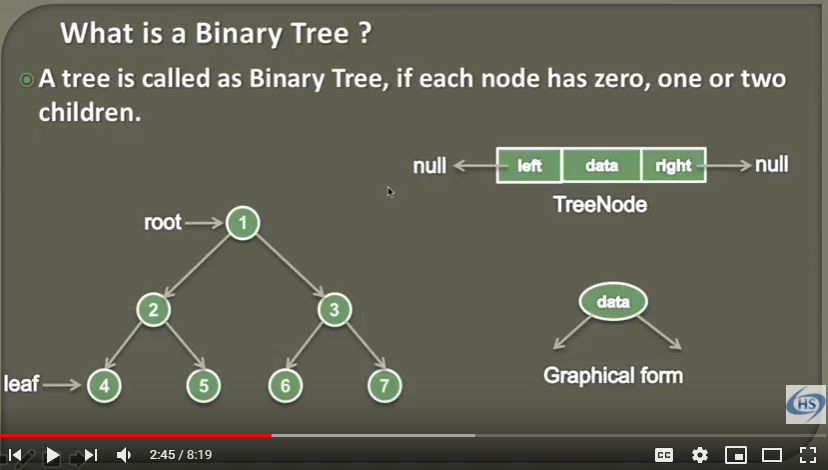 What is a Binary Tree ?
A tree is called as Binary Tree, if each node has zero, one or two
children.
null left data right null
TreeNode
root 1
2 3
data
leaf 4 5 6 7
Graphical form
HS
2:45 / 8:19
CC